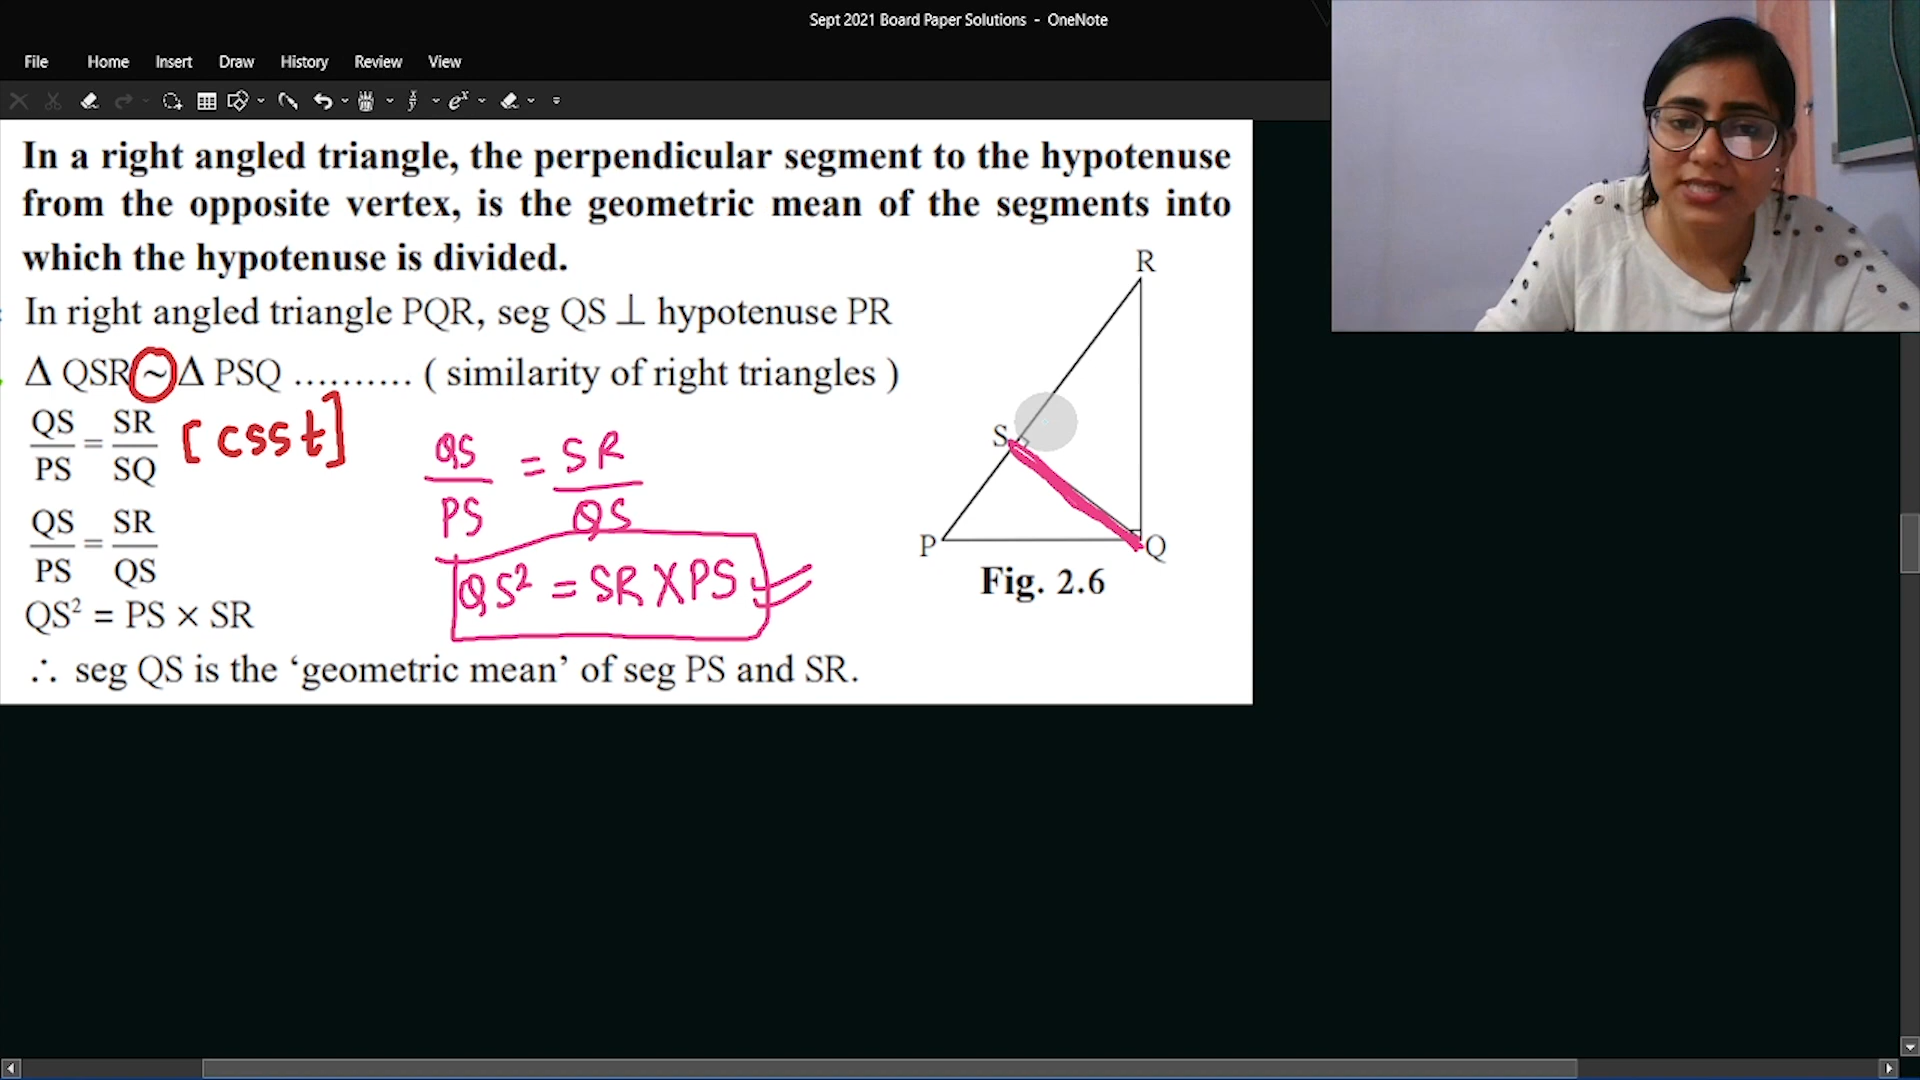 Sept 2021 Board Paper Solutions - OneNote
File Home Insert Draw History Review View
In a right angled triangle, the perpendicular segment to the hypotenuse
from the opposite vertex, is the geometric mean of the segments into
which the hypotenuse is divided.
In right angled triangle PQR, seg QS ⊥ hypotenuse PR
Δ QSR ~ Δ PSQ .......... ( similarity of right triangles )
QS/PS = SR/SQ [csst]
QS/PS = SR/QS
QS² = PS × SR
∴ seg QS is the ‘geometric mean’ of seg PS and SR.
QS/PS = SR/QS
QS² = SR X PS
R
S
P
Q
Fig. 2.6